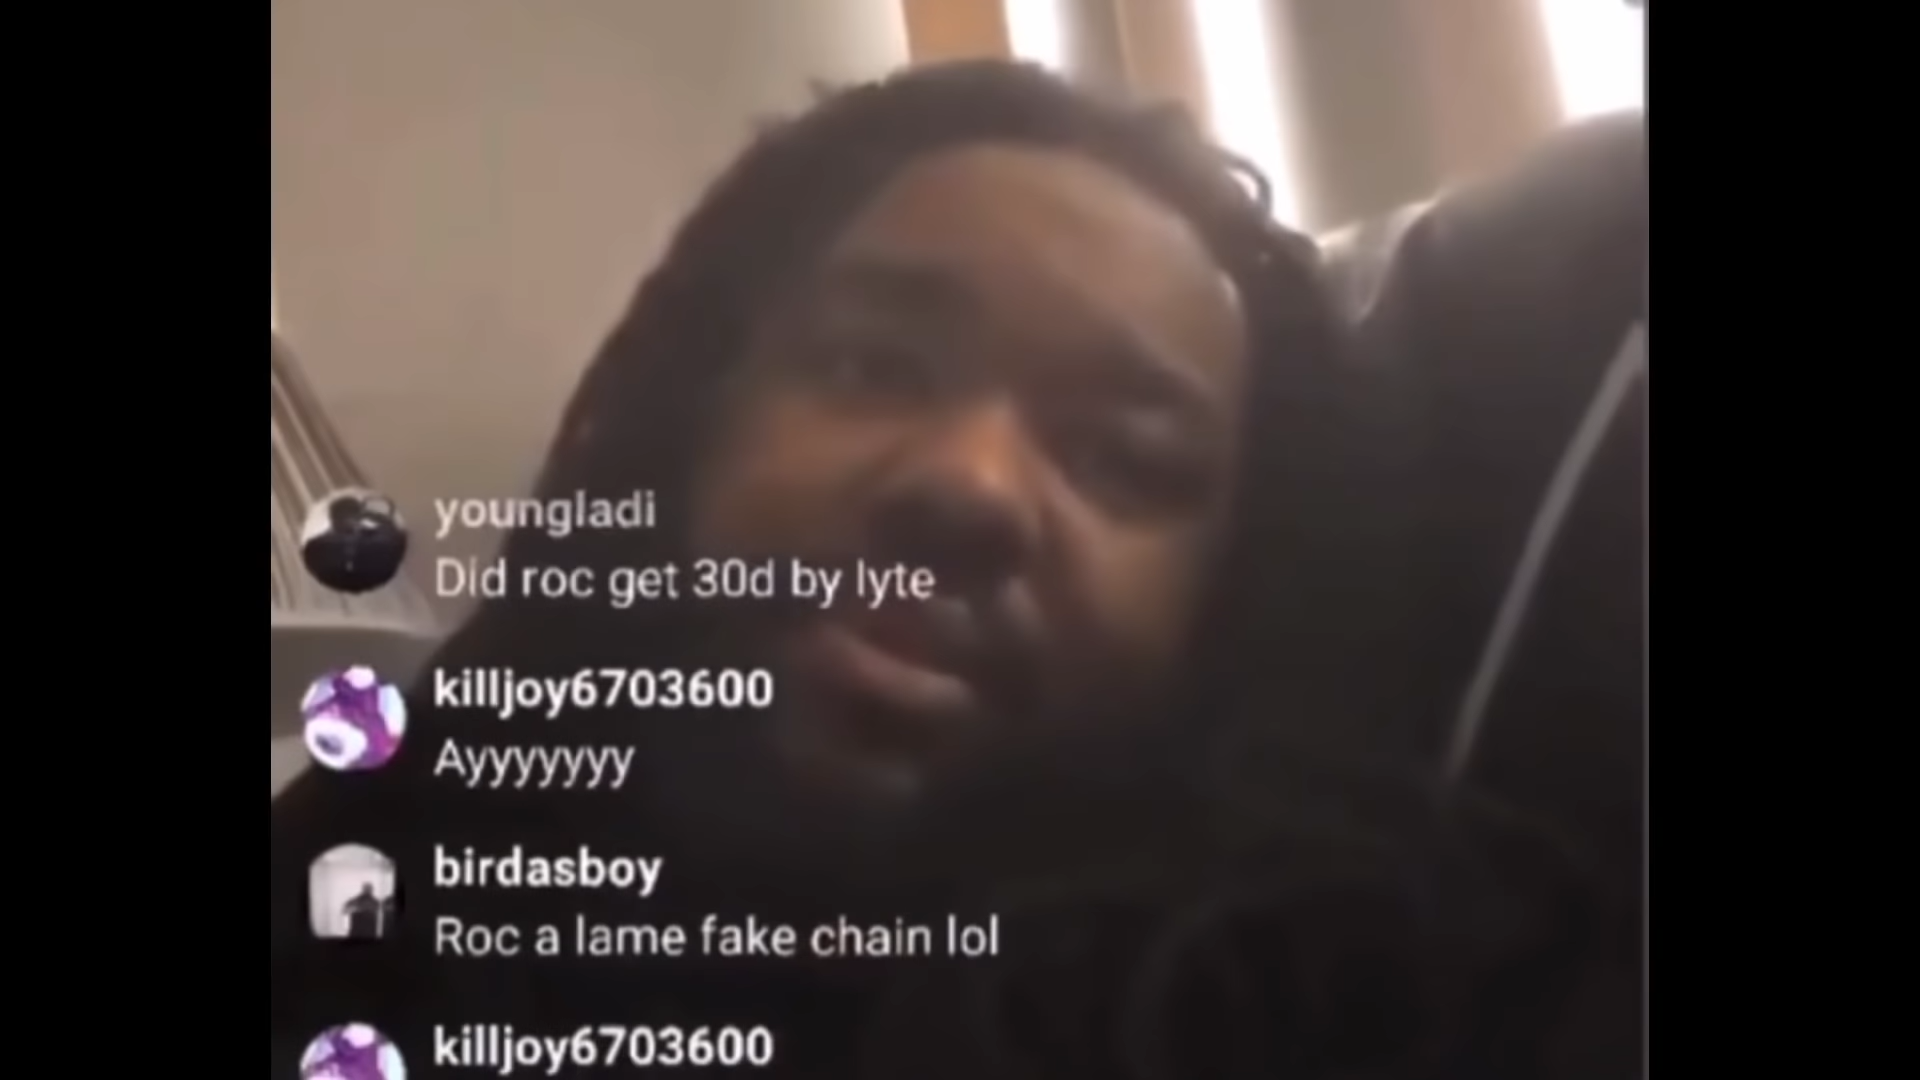 youngladi
Did roc get 30d by lyte
killjoy6703600
Ayyyyyyy
birdasboy
Roc a lame fake chain lol
killjoy6703600